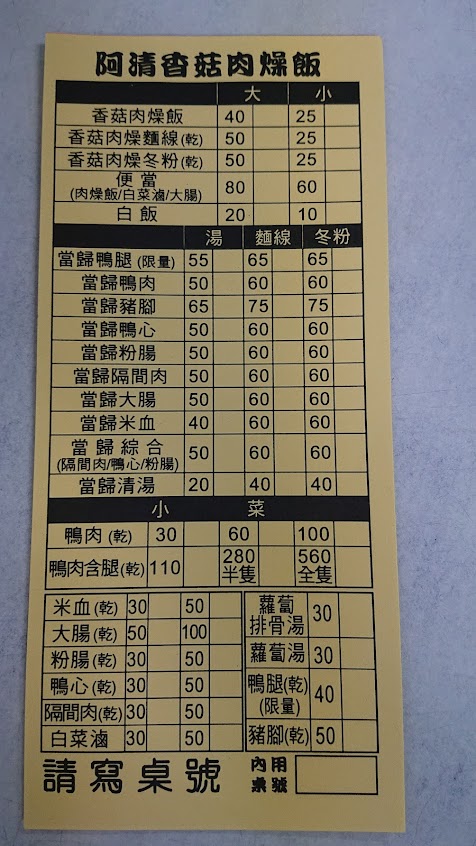 阿清香菇肉燥飯
大 小
香菇肉燥飯 40 25
香菇肉燥麵線(乾) 50 25
香菇肉燥冬粉(乾) 50 25
便當 80 60
(肉燥飯/白菜滷/大腸)
白飯 20 10
湯 麵線 冬粉
當歸鴨腿(限量) 55 65 65
當歸鴨肉 50 60 60
當歸豬腳 65 75 75
當歸鴨心 50 60 60
當歸粉腸 50 60 60
當歸隔間肉 50 60 60
當歸大腸 50 60 60
當歸米血 40 60 60
當歸綜合 50 60 60
(隔間肉/鴨心/粉腸)
當歸清湯 20 40 40
小菜
鴨肉(乾) 30 60 100
鴨肉含腿(乾) 110 280 560
半隻 全隻
米血(乾) 30 50
大腸(乾) 50 100
粉腸(乾) 30 50
鴨心(乾) 30 50
隔間肉(乾) 30 50
白菜滷 30 50
蘿蔔
排骨湯 30
蘿蔔湯 30
鴨腿(乾) 40
(限量)
豬腳(乾) 50
請寫桌號
內用
桌號